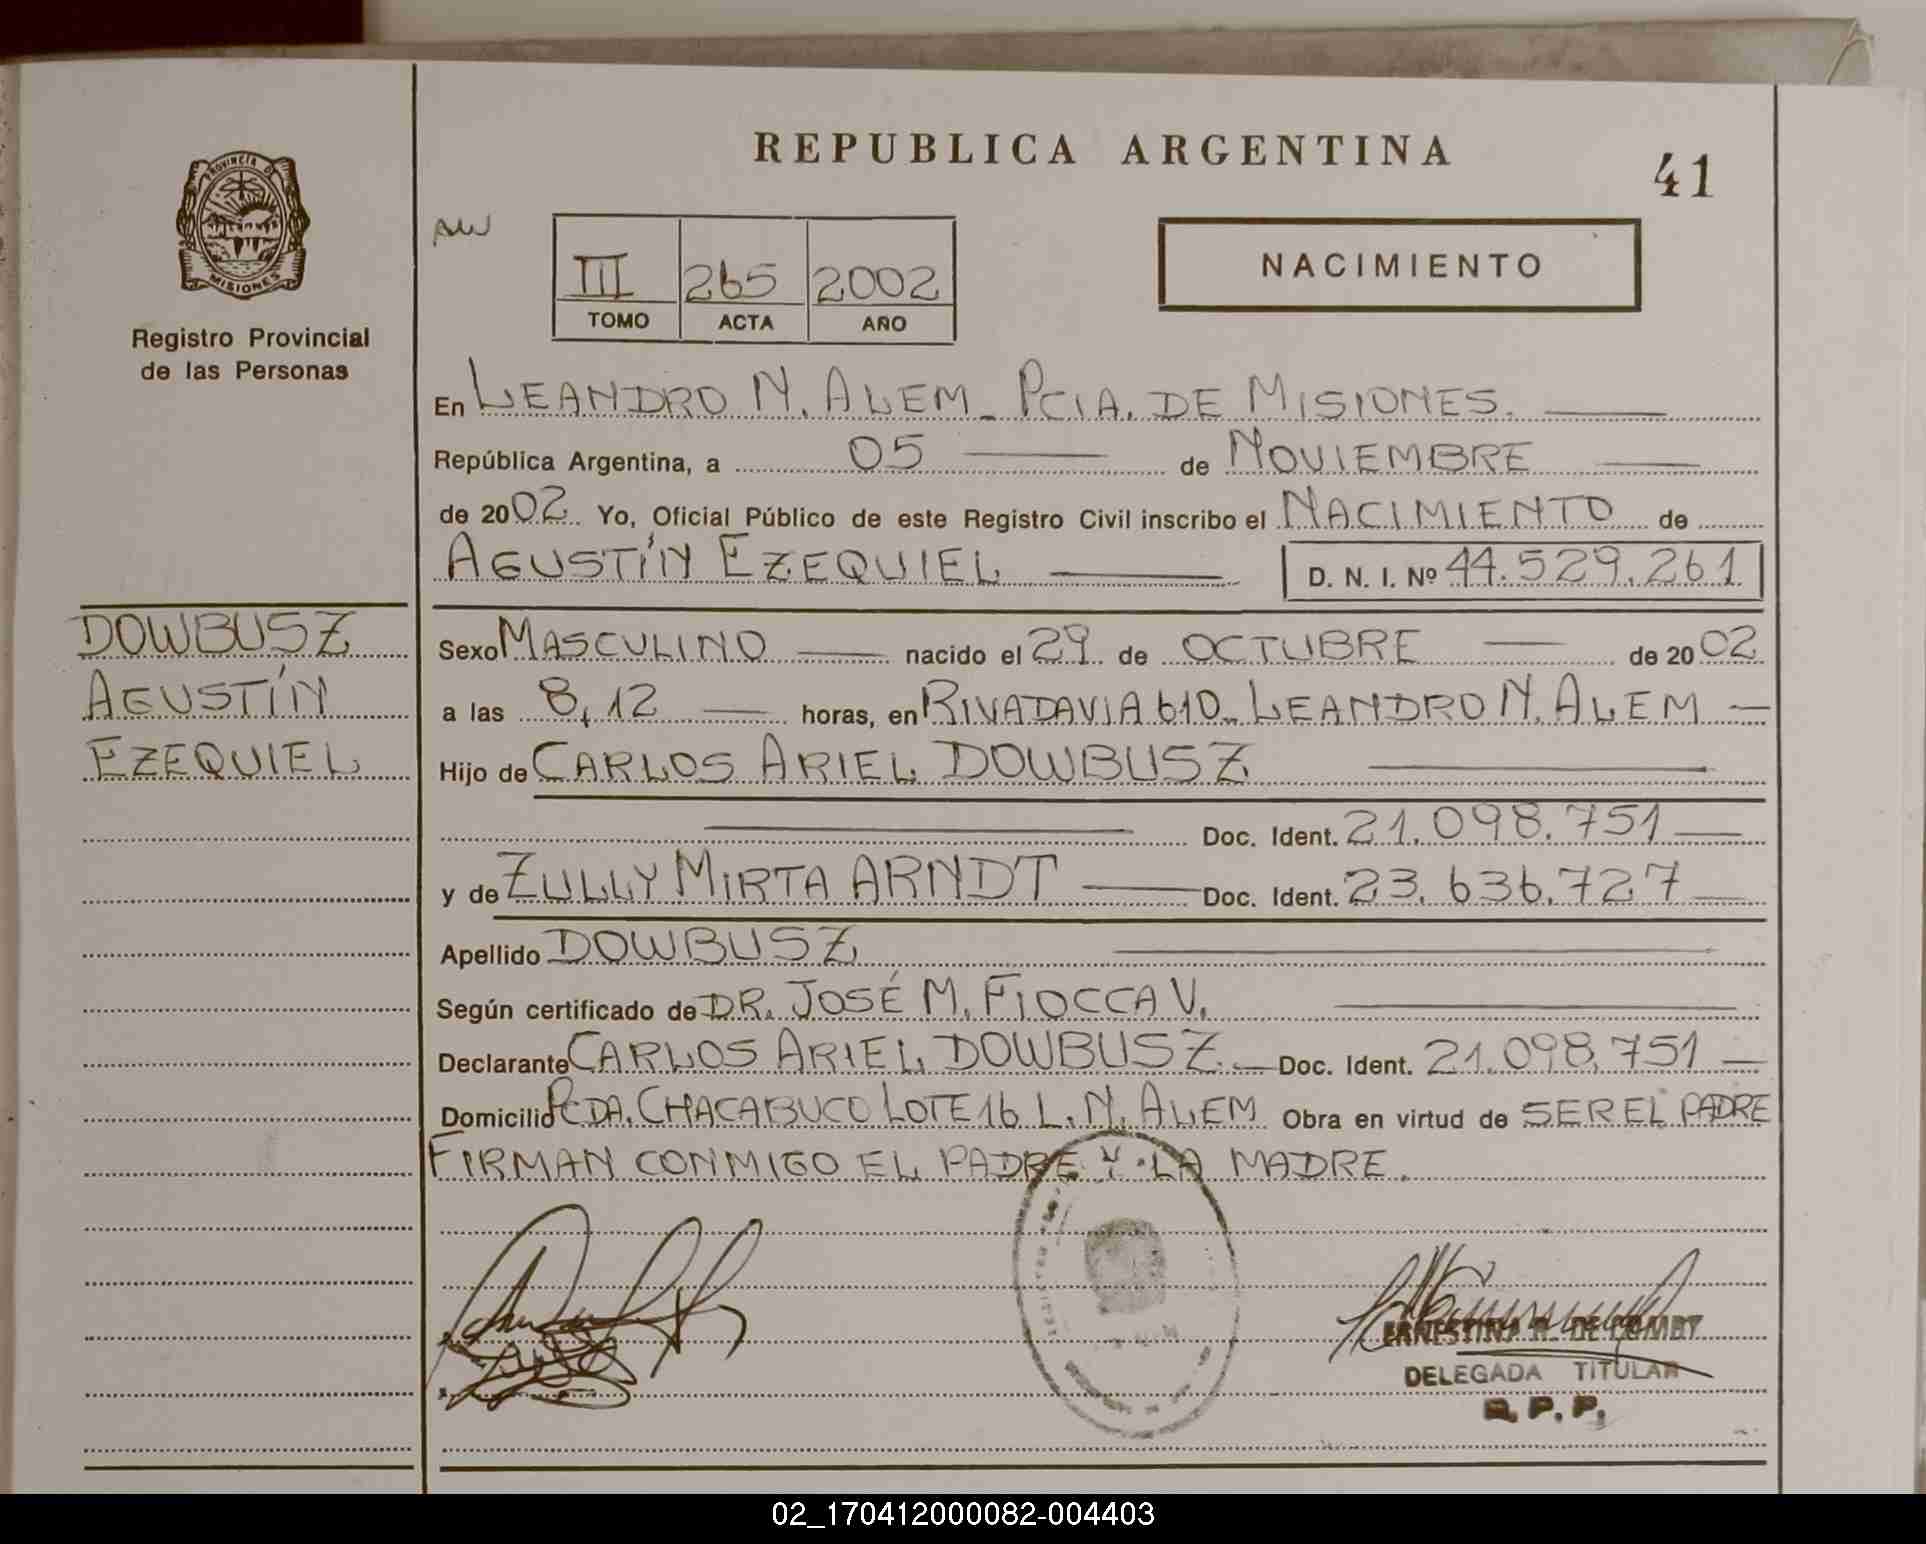 REPUBLICA ARGENTINA
41
PROVINCIA DE
MISIONES
Registro Provincial
de las Personas
III 265 2002
TOMO ACTA AÑO
NACIMIENTO
En LEANDRO N. ALEM - PCIA. DE MISIONES.
República Argentina, a 05 de NOVIEMBRE
de 2002. Yo, Oficial Público de este Registro Civil inscribo el NACIMIENTO de
AGUSTÍN EZEQUIEL D. N. I. Nº 44.529.261
DOWBUSZ
AGUSTÍN
EZEQUIEL
Sexo MASCULINO nacido el 29 de OCTUBRE de 2002
a las 8,12 horas, en RIVADAVIA 610 - LEANDRO N. ALEM
Hijo de CARLOS ARIEL DOWBUSZ
Doc. Ident. 21.098.751
y de ZULLY MIRTA ARNDT Doc. Ident. 23.636.727
Apellido DOWBUSZ
Según certificado de DR. JOSÉ M. FIOCCA V.
Declarante CARLOS ARIEL DOWBUSZ Doc. Ident. 21.098.751
Domicilio PCDA. CHACABUCO LOTE 16 L. N. ALEM Obra en virtud de SER EL PADRE
FIRMAN CONMIGO EL PADRE Y LA MADRE.
ERNESTINA
DELEGADA TITULAR
R. P. P.
02_170412000082-004403